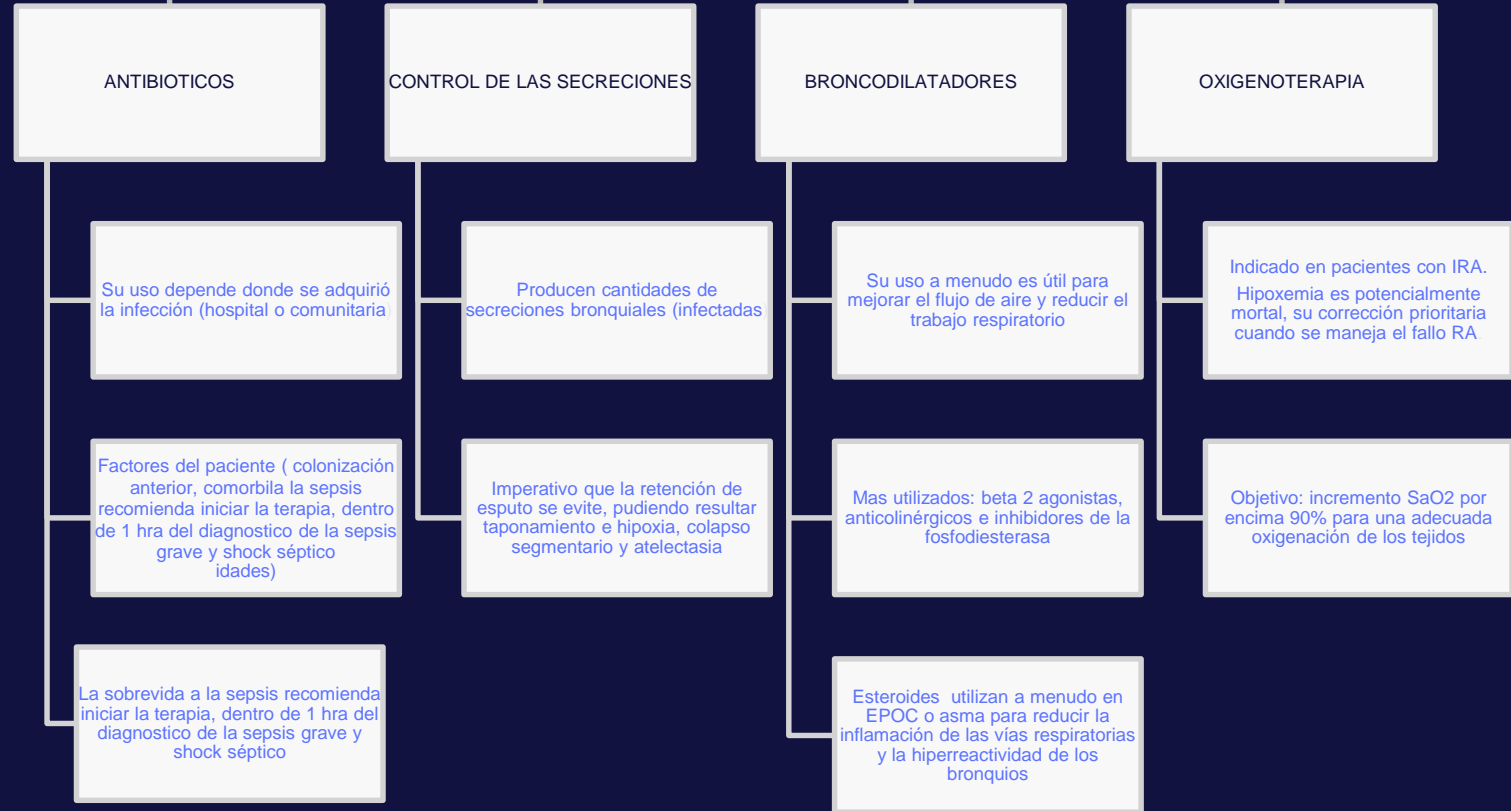 ANTIBIOTICOS
Su uso depende donde se adquirió
la infección (hospital o comunitaria
Factores del paciente ( colonización
anterior, comorbila la sepsis
recomienda iniciar la terapia, dentro
de 1 hra del diagnostico de la sepsis
grave y shock séptico
idades)
La sobrevida a la sepsis recomienda
iniciar la terapia, dentro de 1 hra del
diagnostico de la sepsis grave y
shock séptico
CONTROL DE LAS SECRECIONES
Producen cantidades de
secreciones bronquiales (infectadas
Imperativo que la retención de
esputo se evite, pudiendo resultar
taponamiento e hipoxia, colapso
segmentario y atelectasia
BRONCODILATADORES
Su uso a menudo es útil para
mejorar el flujo de aire y reducir el
trabajo respiratorio
Mas utilizados: beta 2 agonistas,
anticolinérgicos e inhibidores de la
fosfodiesterasa
Esteroides utilizan a menudo en
EPOC o asma para reducir la
inflamación de las vías respiratorias
y la hiperreactividad de los
bronquios
OXIGENOTERAPIA
Indicado en pacientes con IRA.
Hipoxemia es potencialmente
mortal, su corrección prioritaria
cuando se maneja el fallo RA
Objetivo: incremento SaO2 por
encima 90% para una adecuada
oxigenación de los tejidos